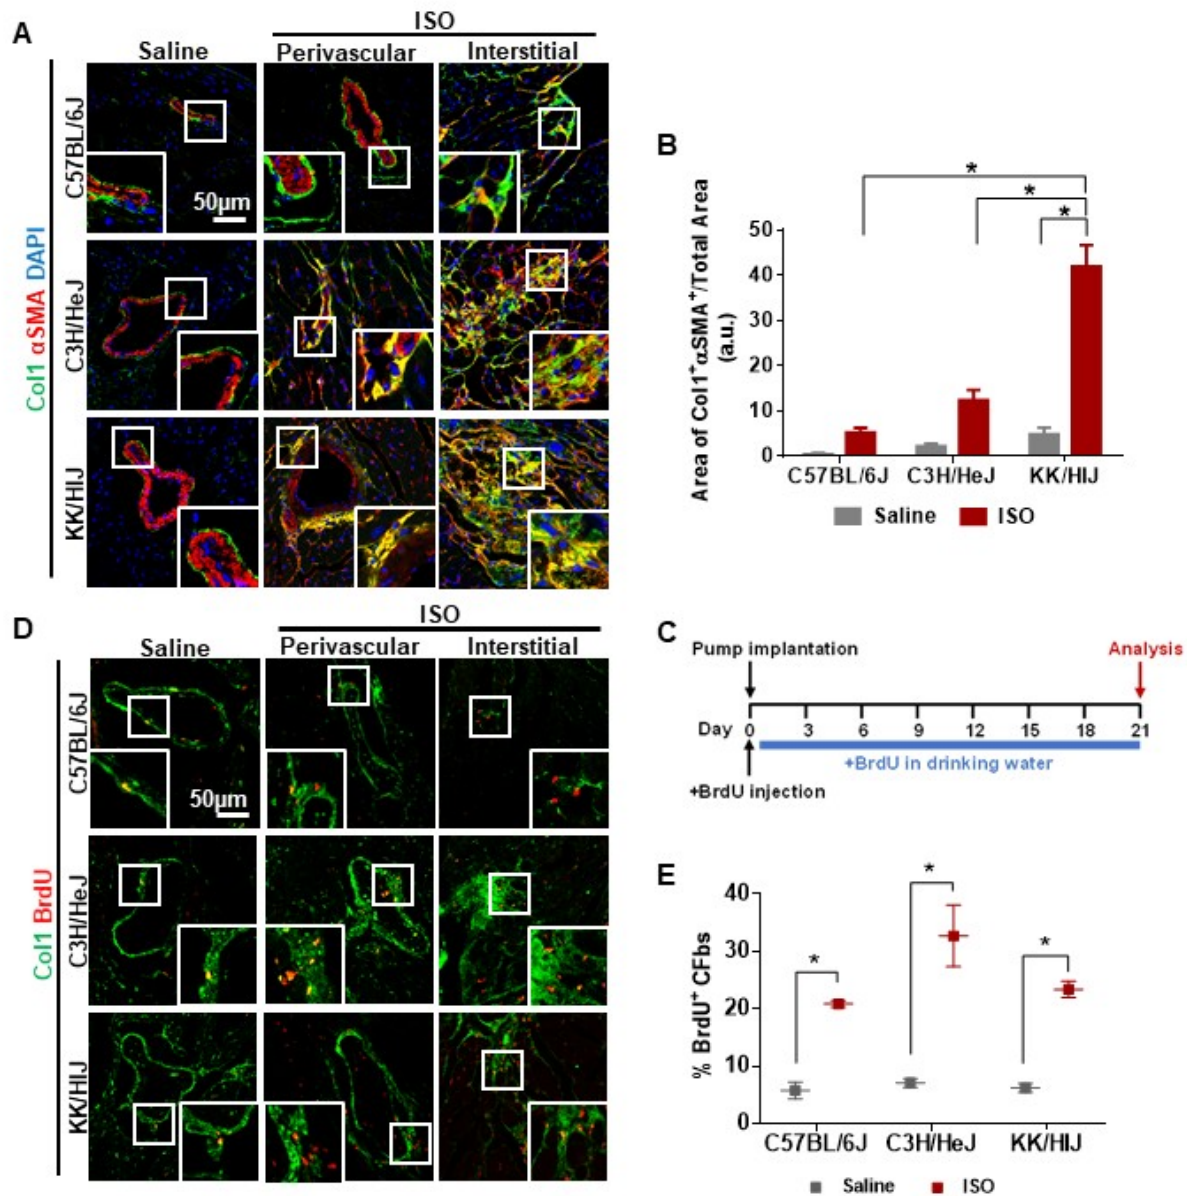 A
ISO
Saline
Perivascular
Interstitial
Col1 αSMA DAPI
C57BL/6J
50µm
C3H/HeJ
KK/HIJ
B
Area of Col1⁺αSMA⁺/Total Area
(a.u.)
50
40
30
20
10
0
*
*
*
C57BL/6J
C3H/HeJ
KK/HIJ
Saline
ISO
D
ISO
Saline
Perivascular
Interstitial
Col1 BrdU
C57BL/6J
50µm
C3H/HeJ
KK/HIJ
C
Pump implantation
Analysis
Day 0 3 6 9 12 15 18 21
+BrdU in drinking water
+BrdU injection
E
% BrdU⁺ CFbs
40
30
20
10
0
*
*
*
C57BL/6J
C3H/HeJ
KK/HIJ
Saline
ISO